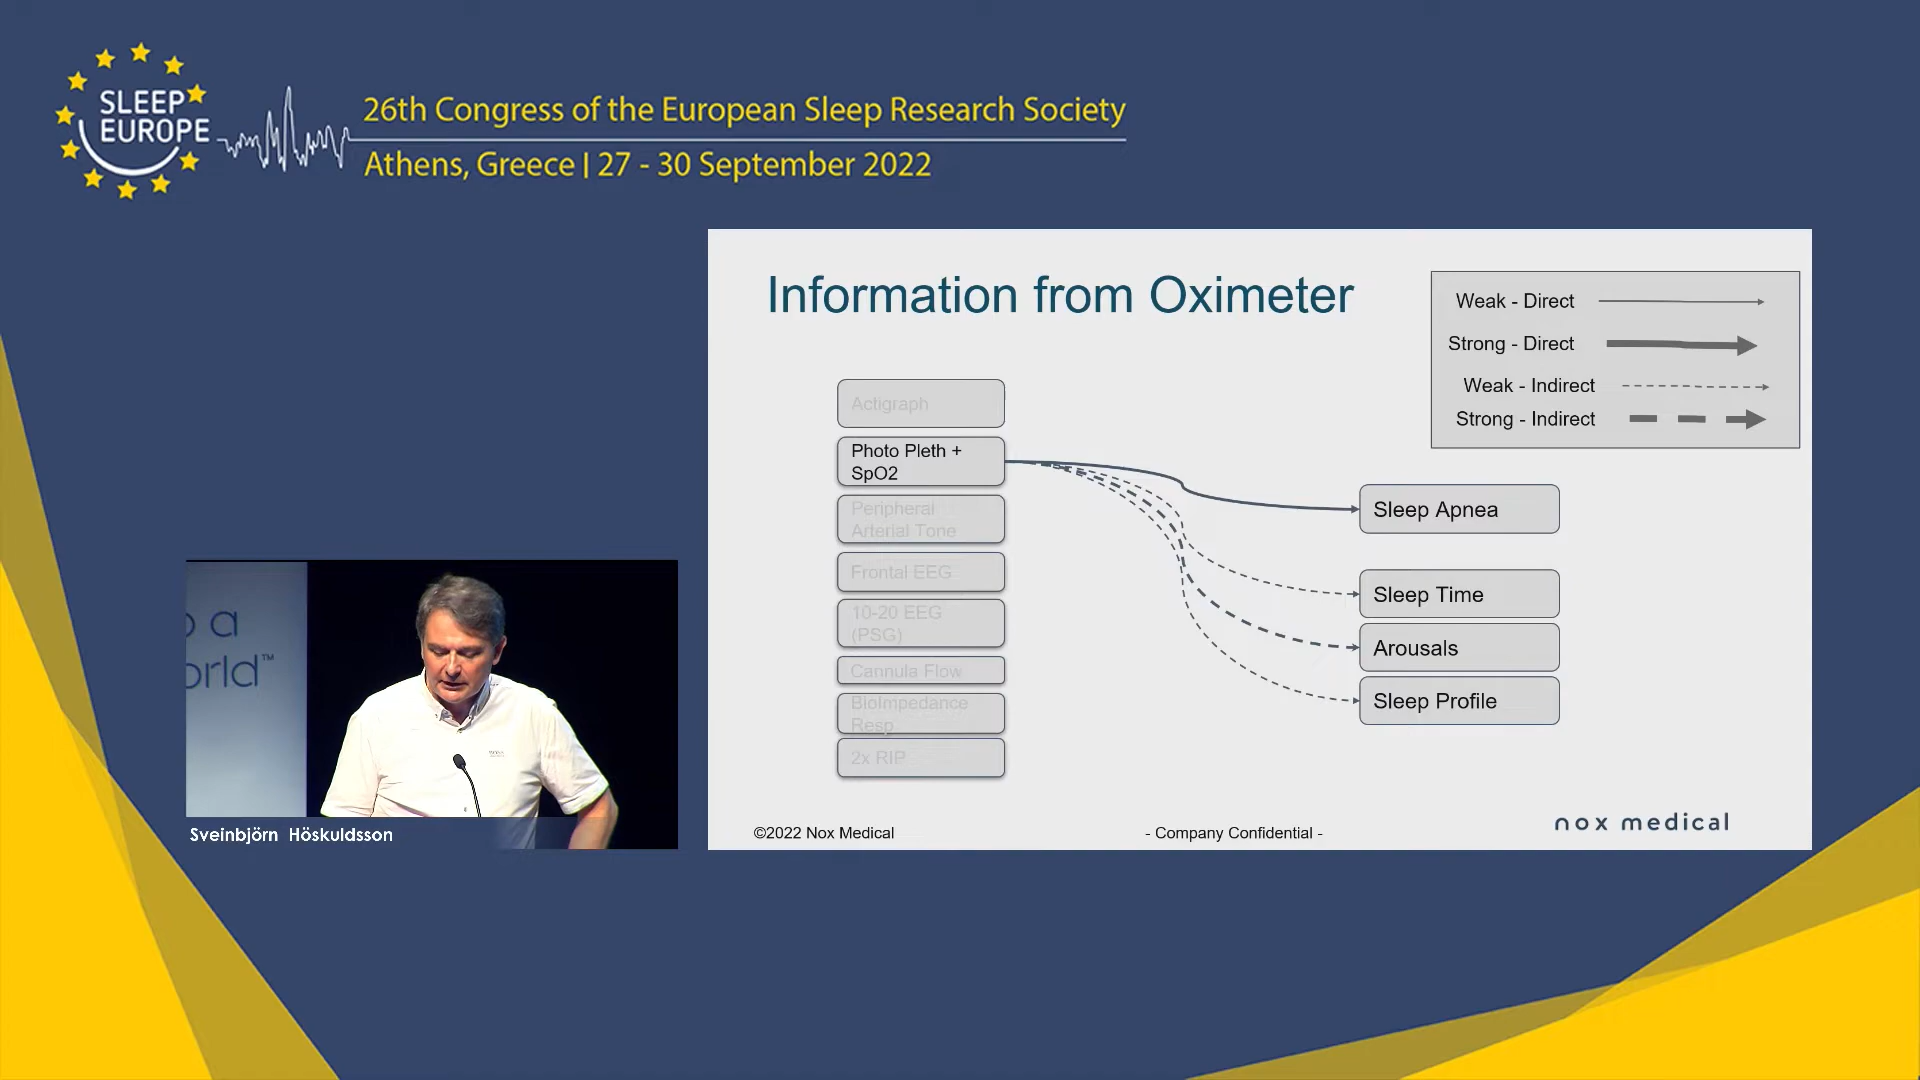 SLEEP
EUROPE
26th Congress of the European Sleep Research Society
Athens, Greece | 27 - 30 September 2022
Information from Oximeter
Weak - Direct
Strong - Direct
Weak - Indirect
Strong - Indirect
Actigraph
Photo Pleth +
SpO2
Peripheral
Arterial Tone
Frontal EEG
10-20 EEG
(PSG)
Cannula Flow
BioImpedance
Resp
2x RIP
Sleep Apnea
Sleep Time
Arousals
Sleep Profile
©2022 Nox Medical
- Company Confidential -
nox medical
a
orld™
Sveinbjörn Höskuldsson